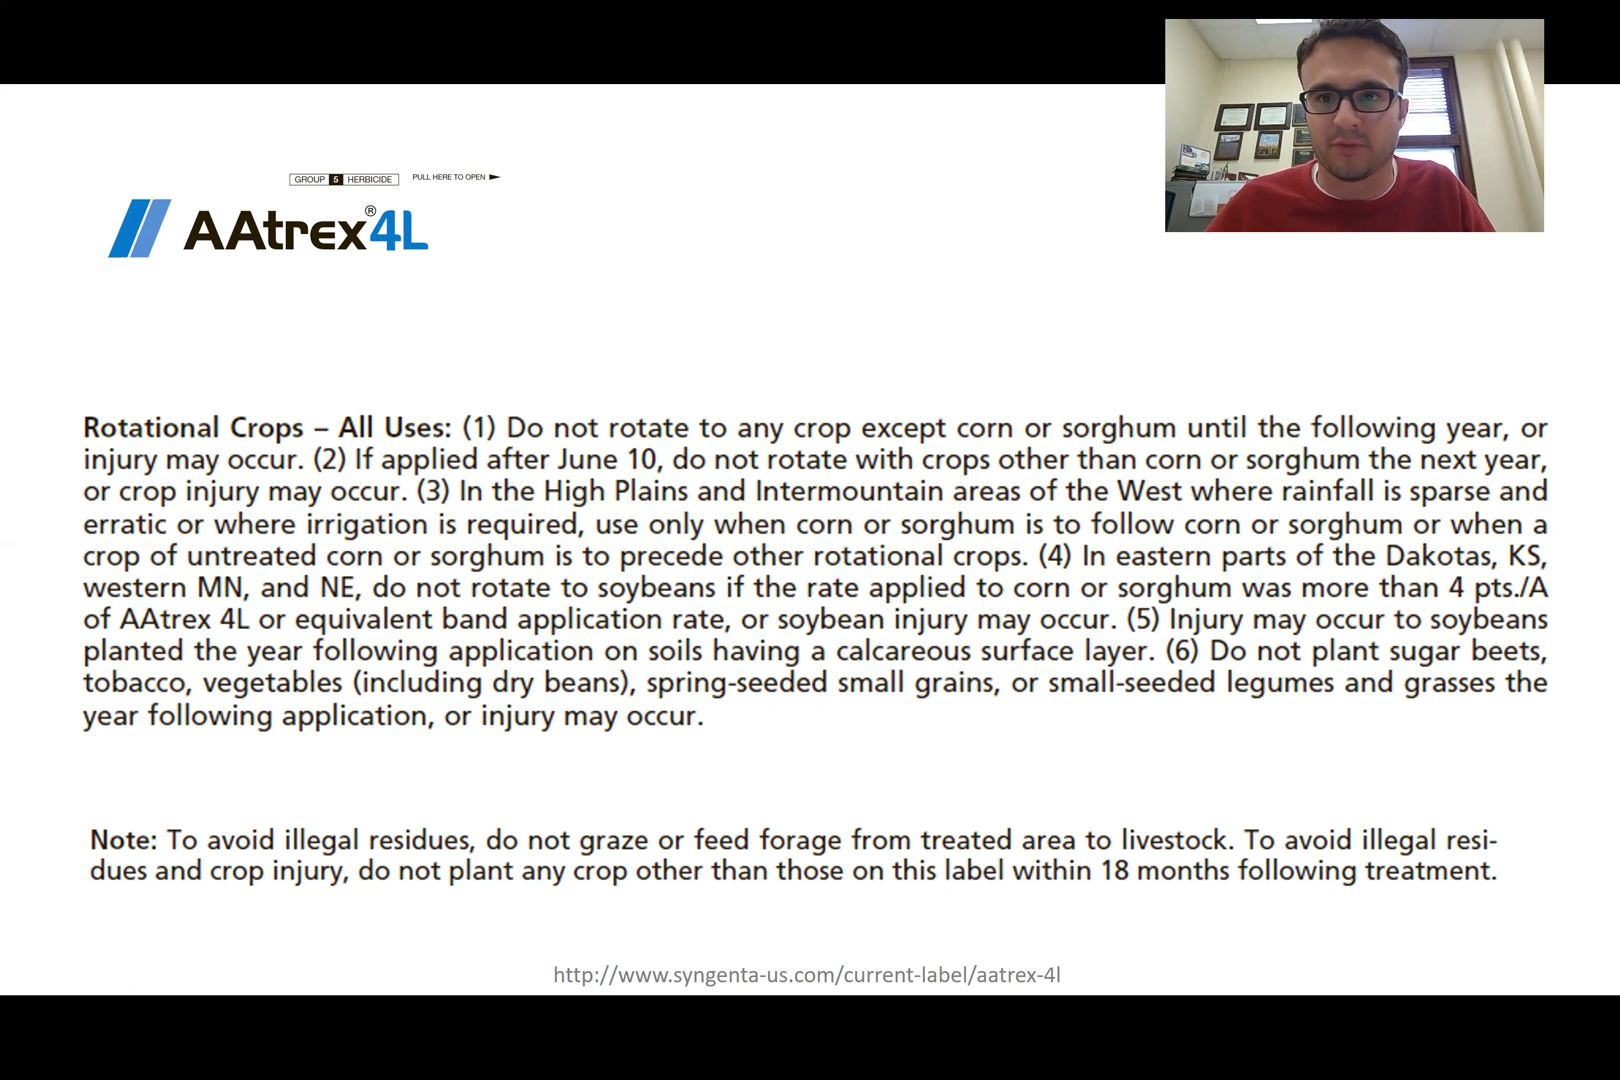 GROUP 5 HERBICIDE PULL HERE TO OPEN
AAtrex®4L
Rotational Crops – All Uses: (1) Do not rotate to any crop except corn or sorghum until the following year, or
injury may occur. (2) If applied after June 10, do not rotate with crops other than corn or sorghum the next year,
or crop injury may occur. (3) In the High Plains and Intermountain areas of the West where rainfall is sparse and
erratic or where irrigation is required, use only when corn or sorghum is to follow corn or sorghum or when a
crop of untreated corn or sorghum is to precede other rotational crops. (4) In eastern parts of the Dakotas, KS,
western MN, and NE, do not rotate to soybeans if the rate applied to corn or sorghum was more than 4 pts./A
of AAtrex 4L or equivalent band application rate, or soybean injury may occur. (5) Injury may occur to soybeans
planted the year following application on soils having a calcareous surface layer. (6) Do not plant sugar beets,
tobacco, vegetables (including dry beans), spring-seeded small grains, or small-seeded legumes and grasses the
year following application, or injury may occur.
Note: To avoid illegal residues, do not graze or feed forage from treated area to livestock. To avoid illegal resi-
dues and crop injury, do not plant any crop other than those on this label within 18 months following treatment.
http://www.syngenta-us.com/current-label/aatrex-4l